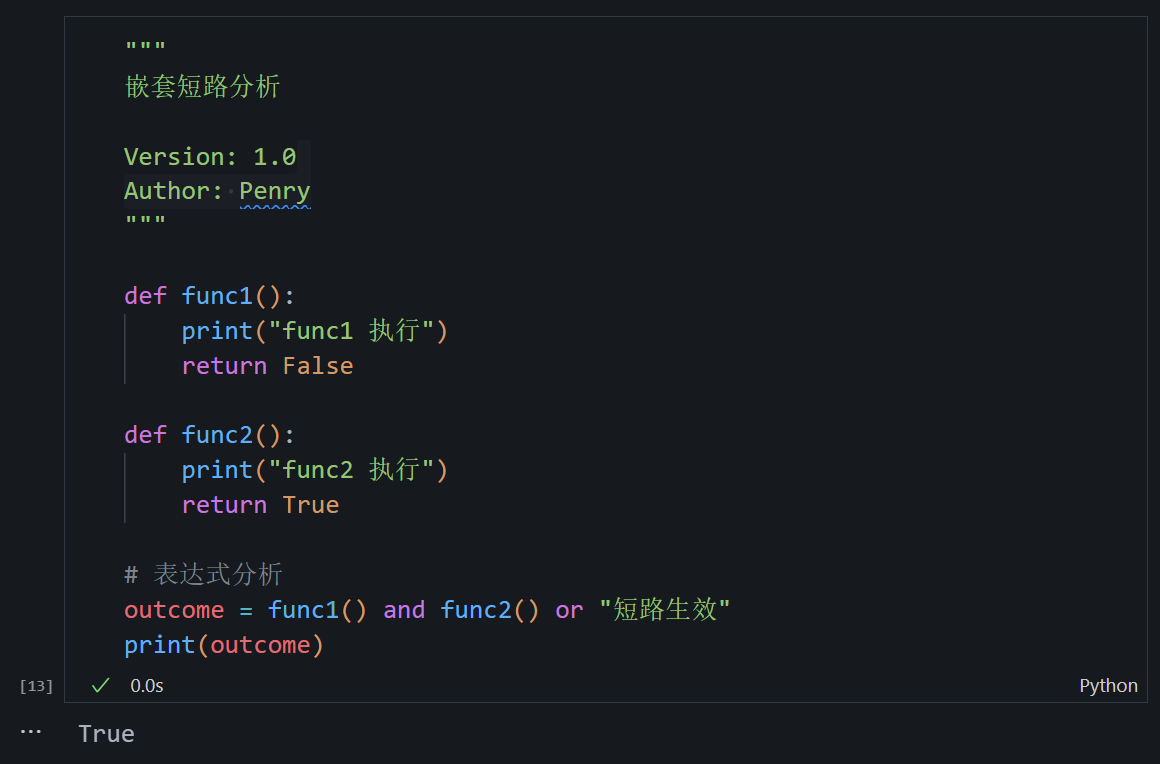 """
嵌套短路分析
Version: 1.0
Author: Penry
"""
def func1():
    print("func1 执行")
    return False
def func2():
    print("func2 执行")
    return True
# 表达式分析
outcome = func1() and func2() or "短路生效"
print(outcome)
[13] ✓ 0.0s Python
... True